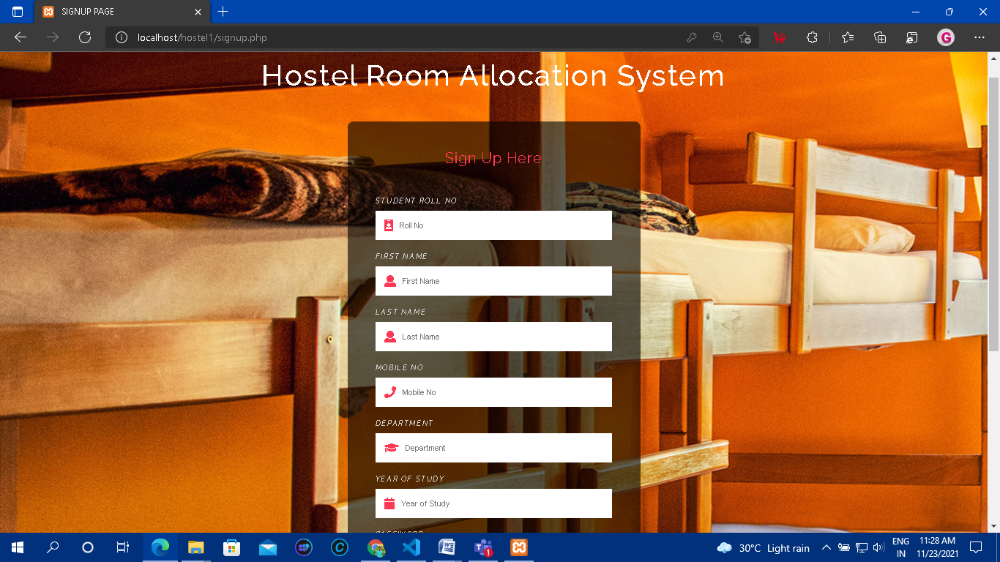 SIGNUP PAGE
localhost/hostel1/signup.php
G
Hostel Room Allocation System
Sign Up Here
STUDENT ROLL NO
Roll No
FIRST NAME
First Name
LAST NAME
Last Name
MOBILE NO
Mobile No
DEPARTMENT
Department
YEAR OF STUDY
Year of Study
30°C Light rain
1
ENG
IN
11:28 AM
11/23/2021